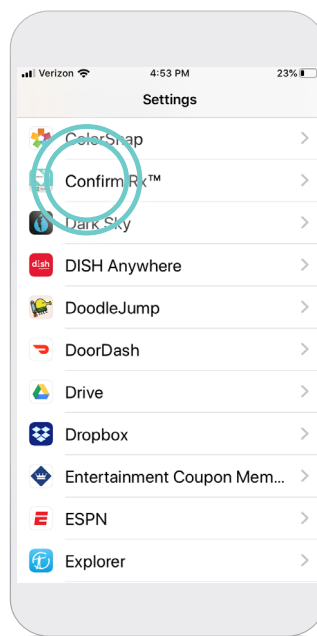 Verizon 4:53 PM 23%
Settings
ColorSnap
Confirm Rx™
Dark Sky
dish DISH Anywhere
DoodleJump
DoorDash
Drive
Dropbox
Entertainment Coupon Mem...
ESPN
Explorer